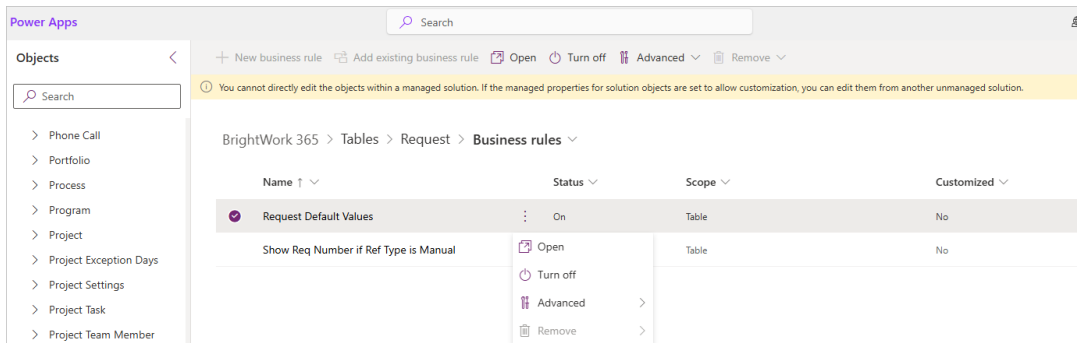 Power Apps
Search
Objects
New business rule Add existing business rule Open Turn off Advanced Remove
Search
You cannot directly edit the objects within a managed solution. If the managed properties for solution objects are set to allow customization, you can edit them from another unmanaged solution.
Phone Call
Portfolio
Process
Program
Project
Project Exception Days
Project Settings
Project Task
Project Team Member
BrightWork 365 > Tables > Request > Business rules
Name ↑ Status Scope Customized
Request Default Values On Table No
Show Req Number if Ref Type is Manual Table No
Open
Turn off
Advanced
Remove